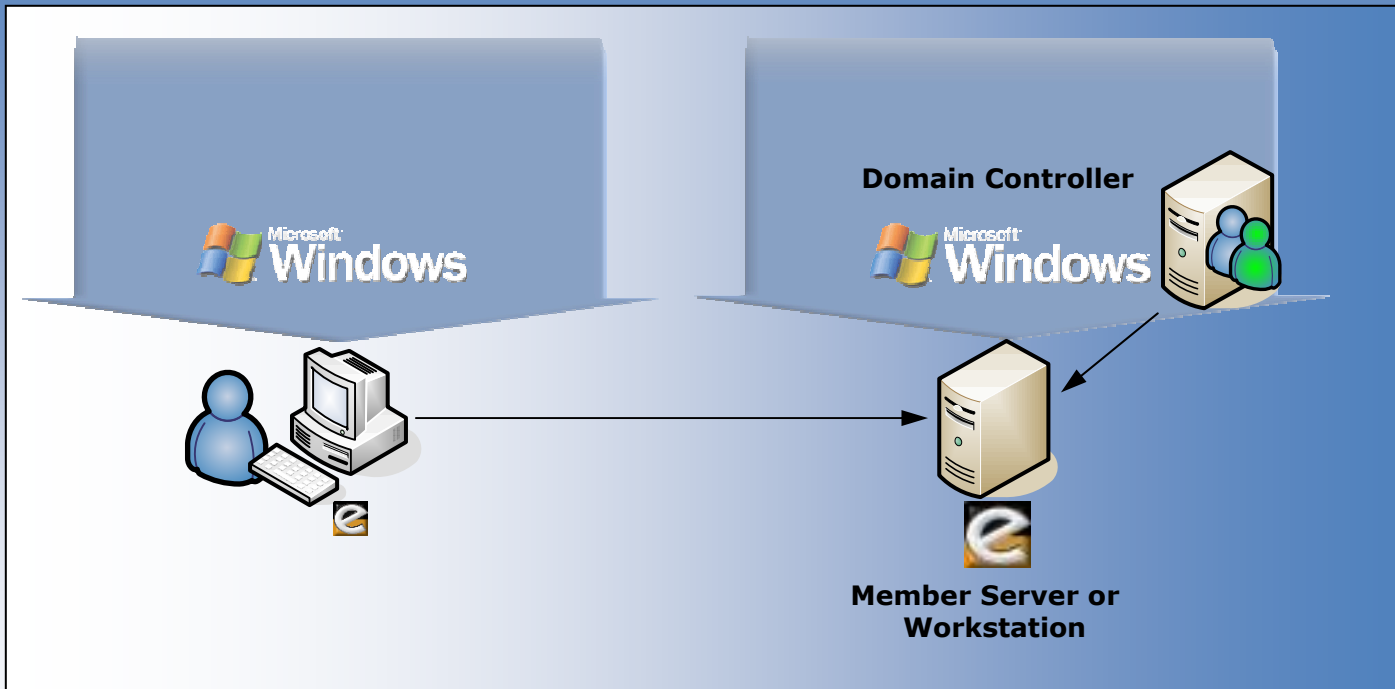 Domain Controller
Microsoft
Windows
Microsoft
Windows
e
e
Member Server or
Workstation